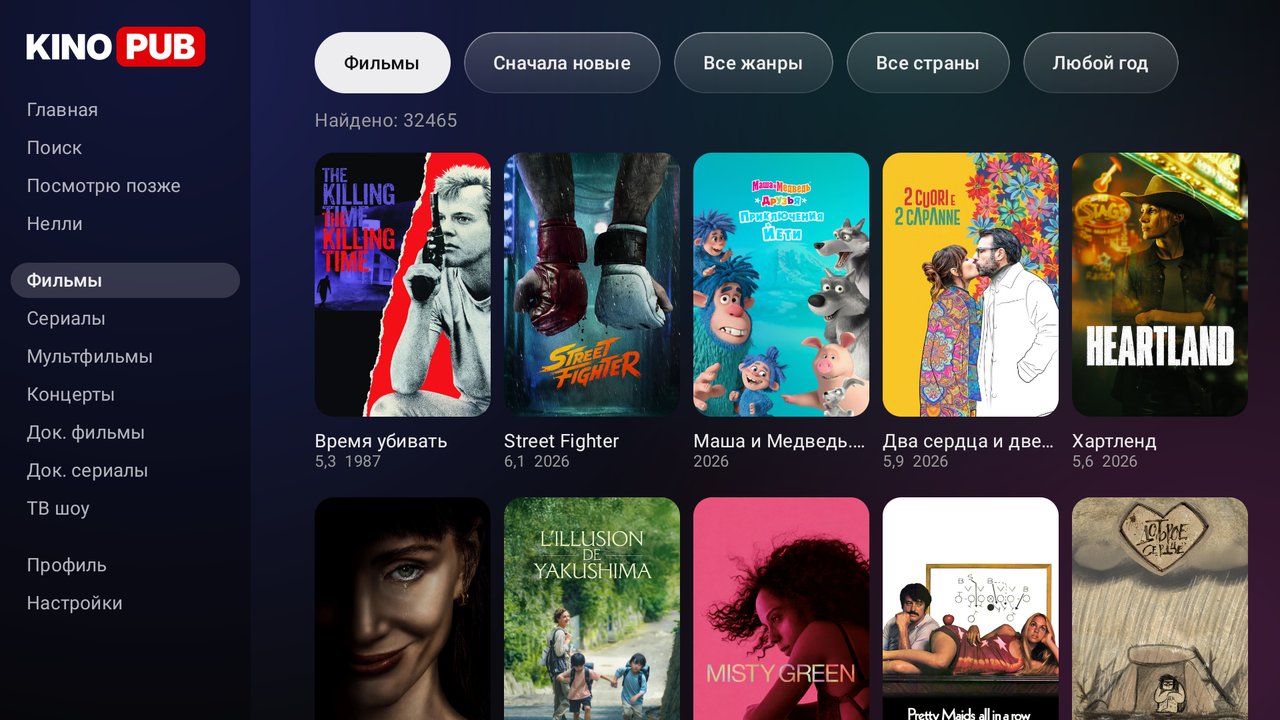 KINO PUB
Главная
Поиск
Посмотрю позже
Нелли
Фильмы
Сериалы
Мультфильмы
Концерты
Док. фильмы
Док. сериалы
ТВ шоу
Профиль
Настройки
Фильмы
Сначала новые
Все жанры
Все страны
Любой год
Найдено: 32465
THE
KILLING
TIME
THE
KILLING
TIME
STREET
FIGHTER
Маша и Медведь
Друзья
Приключения
Йети
2 CUORI E
2 CAPANNE
STAGE
HEARTLAND
Время убивать
5,3 1987
Street Fighter
6,1 2026
Маша и Медведь....
2026
Два сердца и две...
5,9 2026
Хартленд
5,6 2026
L'ILLUSION
DE
YAKUSHIMA
MISTY GREEN
Pretty Maids all in a row
ДОБРОЕ
СЕРДЦЕ